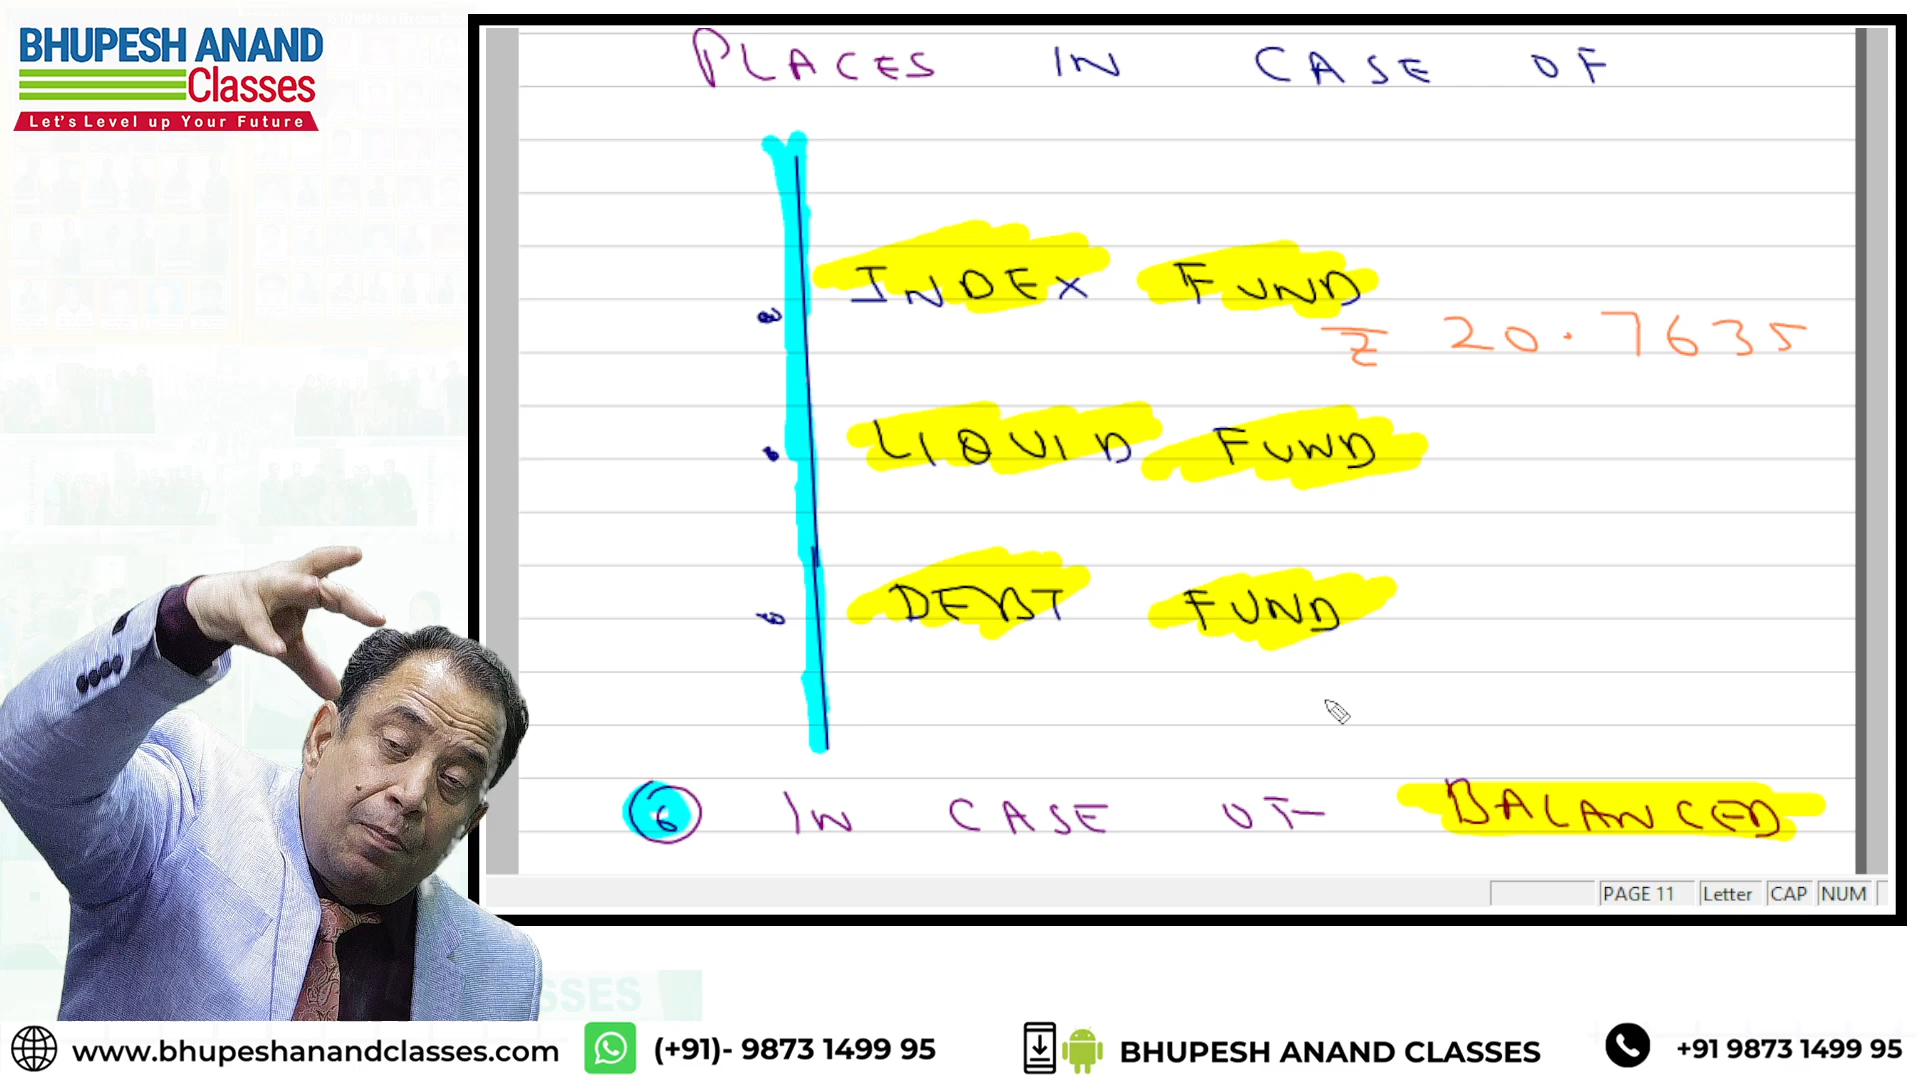 BHUPESH ANAND
Classes
Let's Level up Your Future
PLACES IN CASE OF
INDEX FUND
₹ 20.7635
LIQUID FUND
DEBT FUND
6 IN CASE OF BALANCED
PAGE 11 Letter CAP NUM
SSES
www.bhupeshanandclasses.com (+91)- 9873 1499 95 BHUPESH ANAND CLASSES +91 9873 1499 95